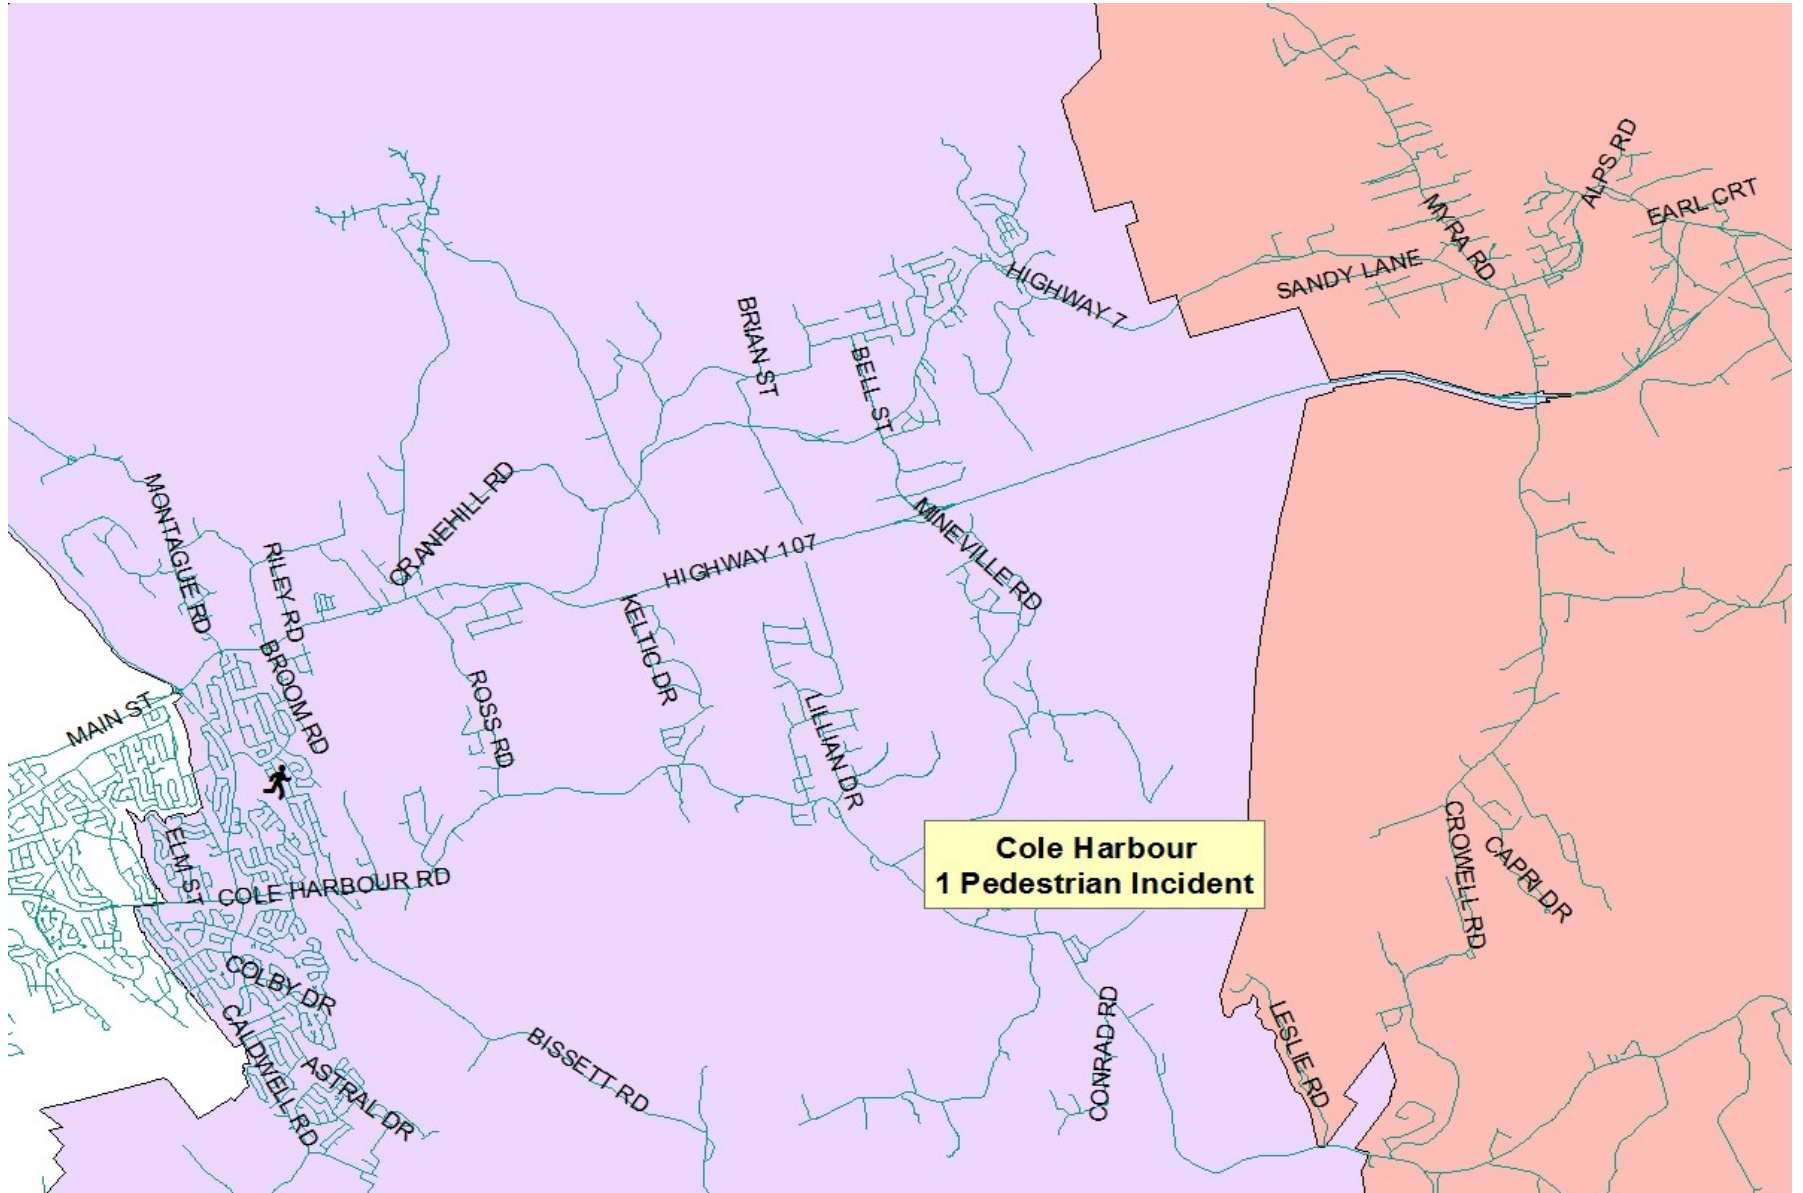 ALPS RD
EARL CRT
MYRA RD
SANDY LANE
HIGHWAY 7
BRIAN ST
BELL ST
CRANEHILL RD
MONTAGUE RD
RILEY RD
HIGHWAY 107
MINEVILLE RD
KELTIC DR
BROOM RD
ROSS RD
LILLIAN DR
MAIN ST
ELM ST
COLE HARBOUR RD
Cole Harbour
1 Pedestrian Incident
CROWELL RD
CAPRI DR
COLBY DR
CALDWELL RD
ASTRAL DR
BISSETT RD
CONRAD RD
LESLIE RD